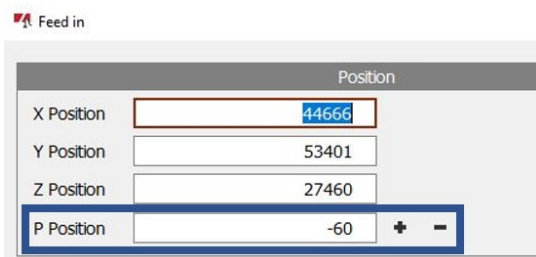 Feed in
Position
X Position 44666
Y Position 53401
Z Position 27460
P Position -60 + -